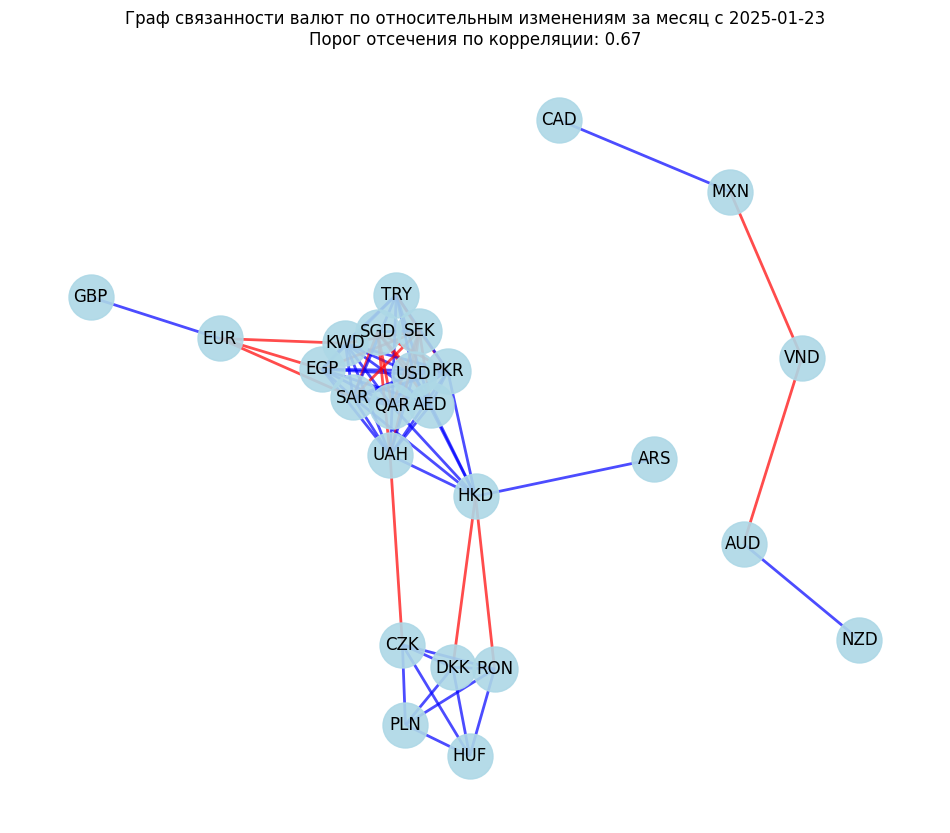 Граф связанности валют по относительным изменениям за месяц с 2025-01-23
Порог отсечения по корреляции: 0.67
CAD
MXN
TRY
GBP
SGD
SEK
EUR
KWD
VND
EGP
USD
PKR
SAR
QAR
AED
UAH
ARS
HKD
AUD
NZD
CZK
DKK
RON
PLN
HUF